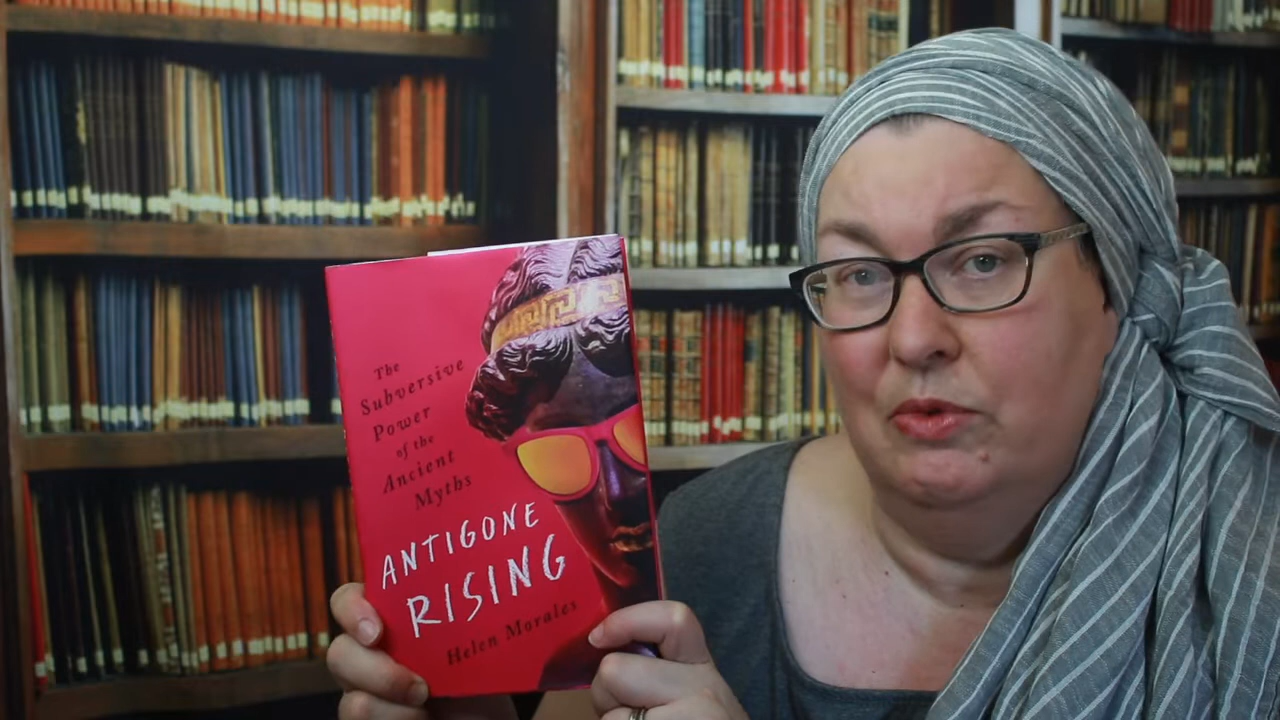 The
Subversive
Power
of the
Ancient
Myths
ANTIGONE
RISING
Helen Morales